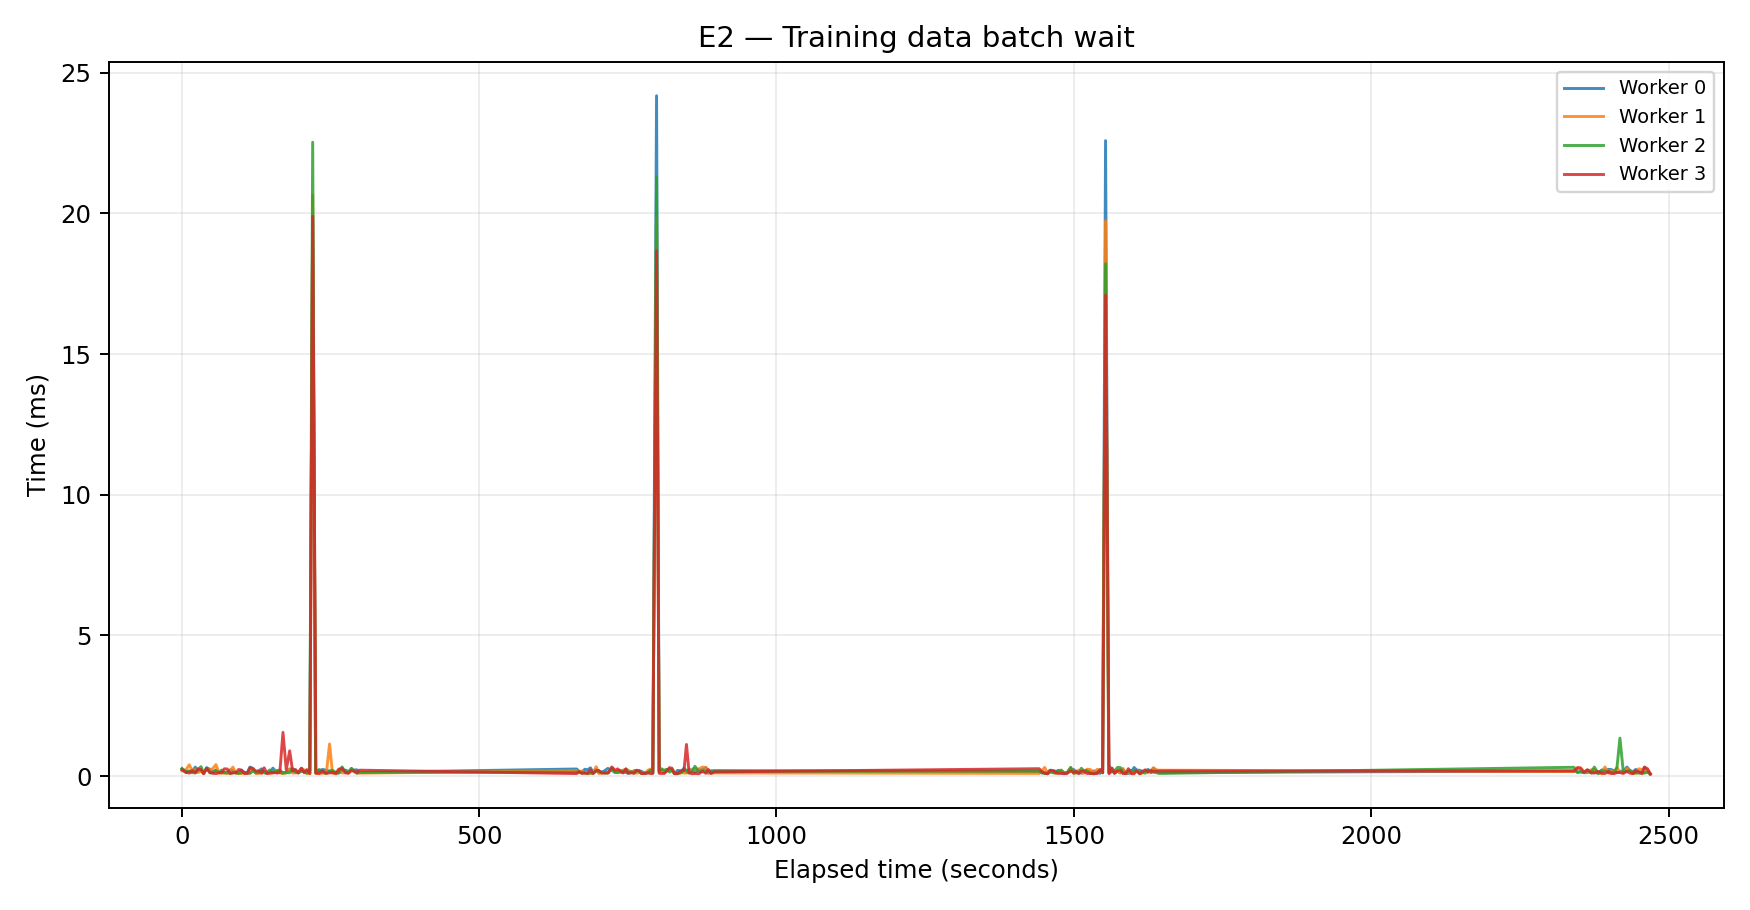 E2 — Training data batch wait
25
20
15
10
5
0
Time (ms)
Worker 0
Worker 1
Worker 2
Worker 3
0 500 1000 1500 2000 2500
Elapsed time (seconds)